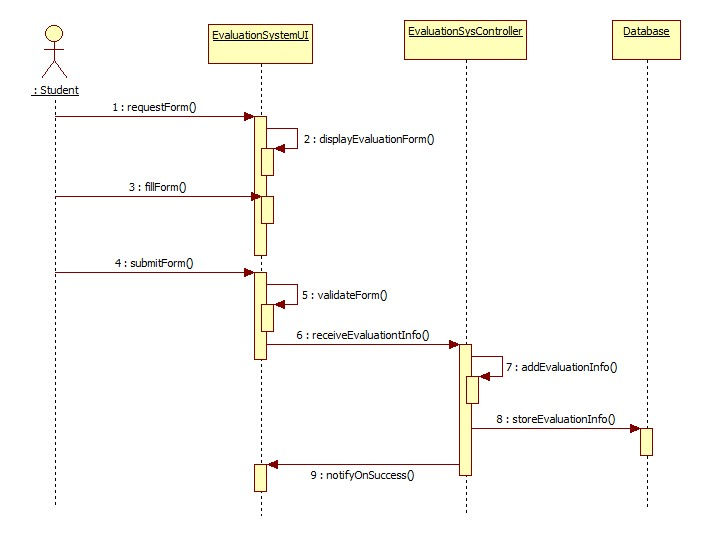 EvaluationSystemUI
EvaluationSysController
Database
: Student
1 : requestForm()
2 : displayEvaluationForm()
3 : fillForm()
4 : submitForm()
5 : validateForm()
6 : receiveEvaluationtInfo()
7 : addEvaluationInfo()
8 : storeEvaluationInfo()
9 : notifyOnSuccess()